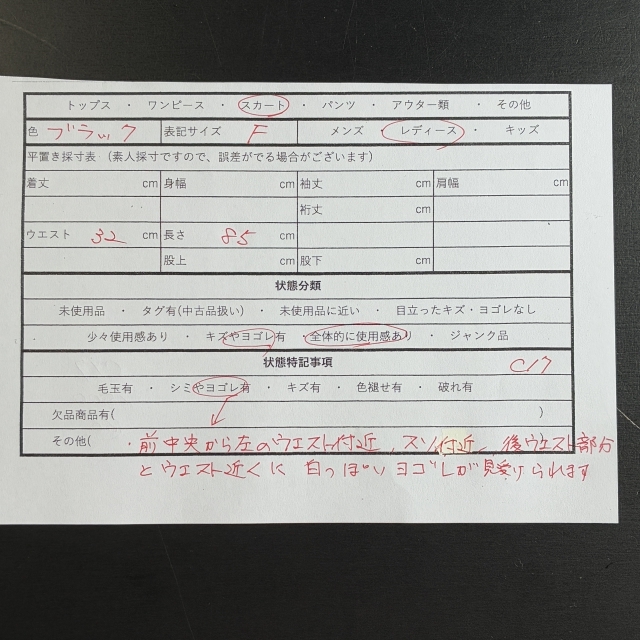 トップス ・ ワンピース ・ スカート ・ パンツ ・ アウター類 ・ その他
色 ブラック 表記サイズ F メンズ ・ レディース ・ キッズ
平置き採寸表 (素人採寸ですので、誤差がでる場合がございます)
着丈 cm 身幅 cm 袖丈 cm 肩幅 cm
裄丈 cm
ウエスト 32 cm 長さ 85 cm
股上 cm 股下 cm
状態分類
未使用品 ・ タグ有(中古品扱い) ・ 未使用品に近い ・ 目立ったキズ・ヨゴレなし
少々使用感あり ・ キズやヨゴレ有 ・ 全体的に使用感あり ・ ジャンク品
状態特記事項 C17
毛玉有 ・ シミやヨゴレ有 ・ キズ有 ・ 色褪せ有 ・ 破れ有
欠品商品有( )
その他( ・前中央から左のウエスト付近、スソ付近、後ウエスト部分
とウエスト近くに白っぽいヨゴレが見受けられます